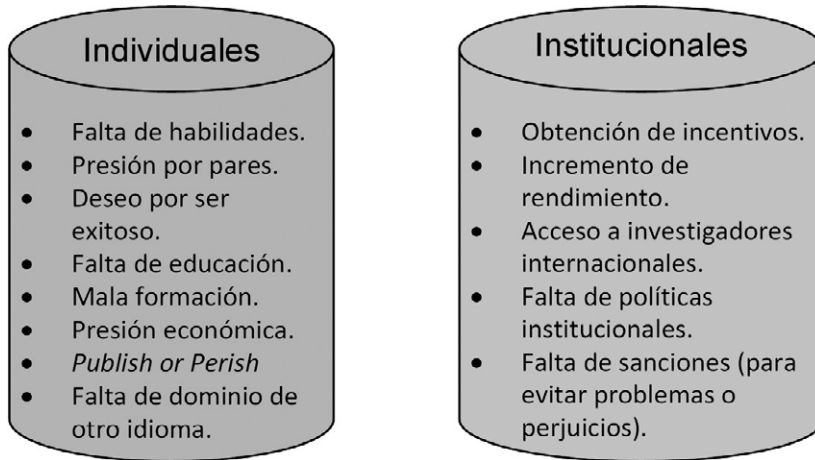 Individuales
• Falta de habilidades.
• Presión por pares.
• Deseo por ser
exitoso.
• Falta de educación.
• Mala formación.
• Presión económica.
• Publish or Perish
• Falta de dominio de
otro idioma.
Institucionales
• Obtención de incentivos.
• Incremento de
rendimiento.
• Acceso a investigadores
internacionales.
• Falta de políticas
institucionales.
• Falta de sanciones (para
evitar problemas o
perjuicios).